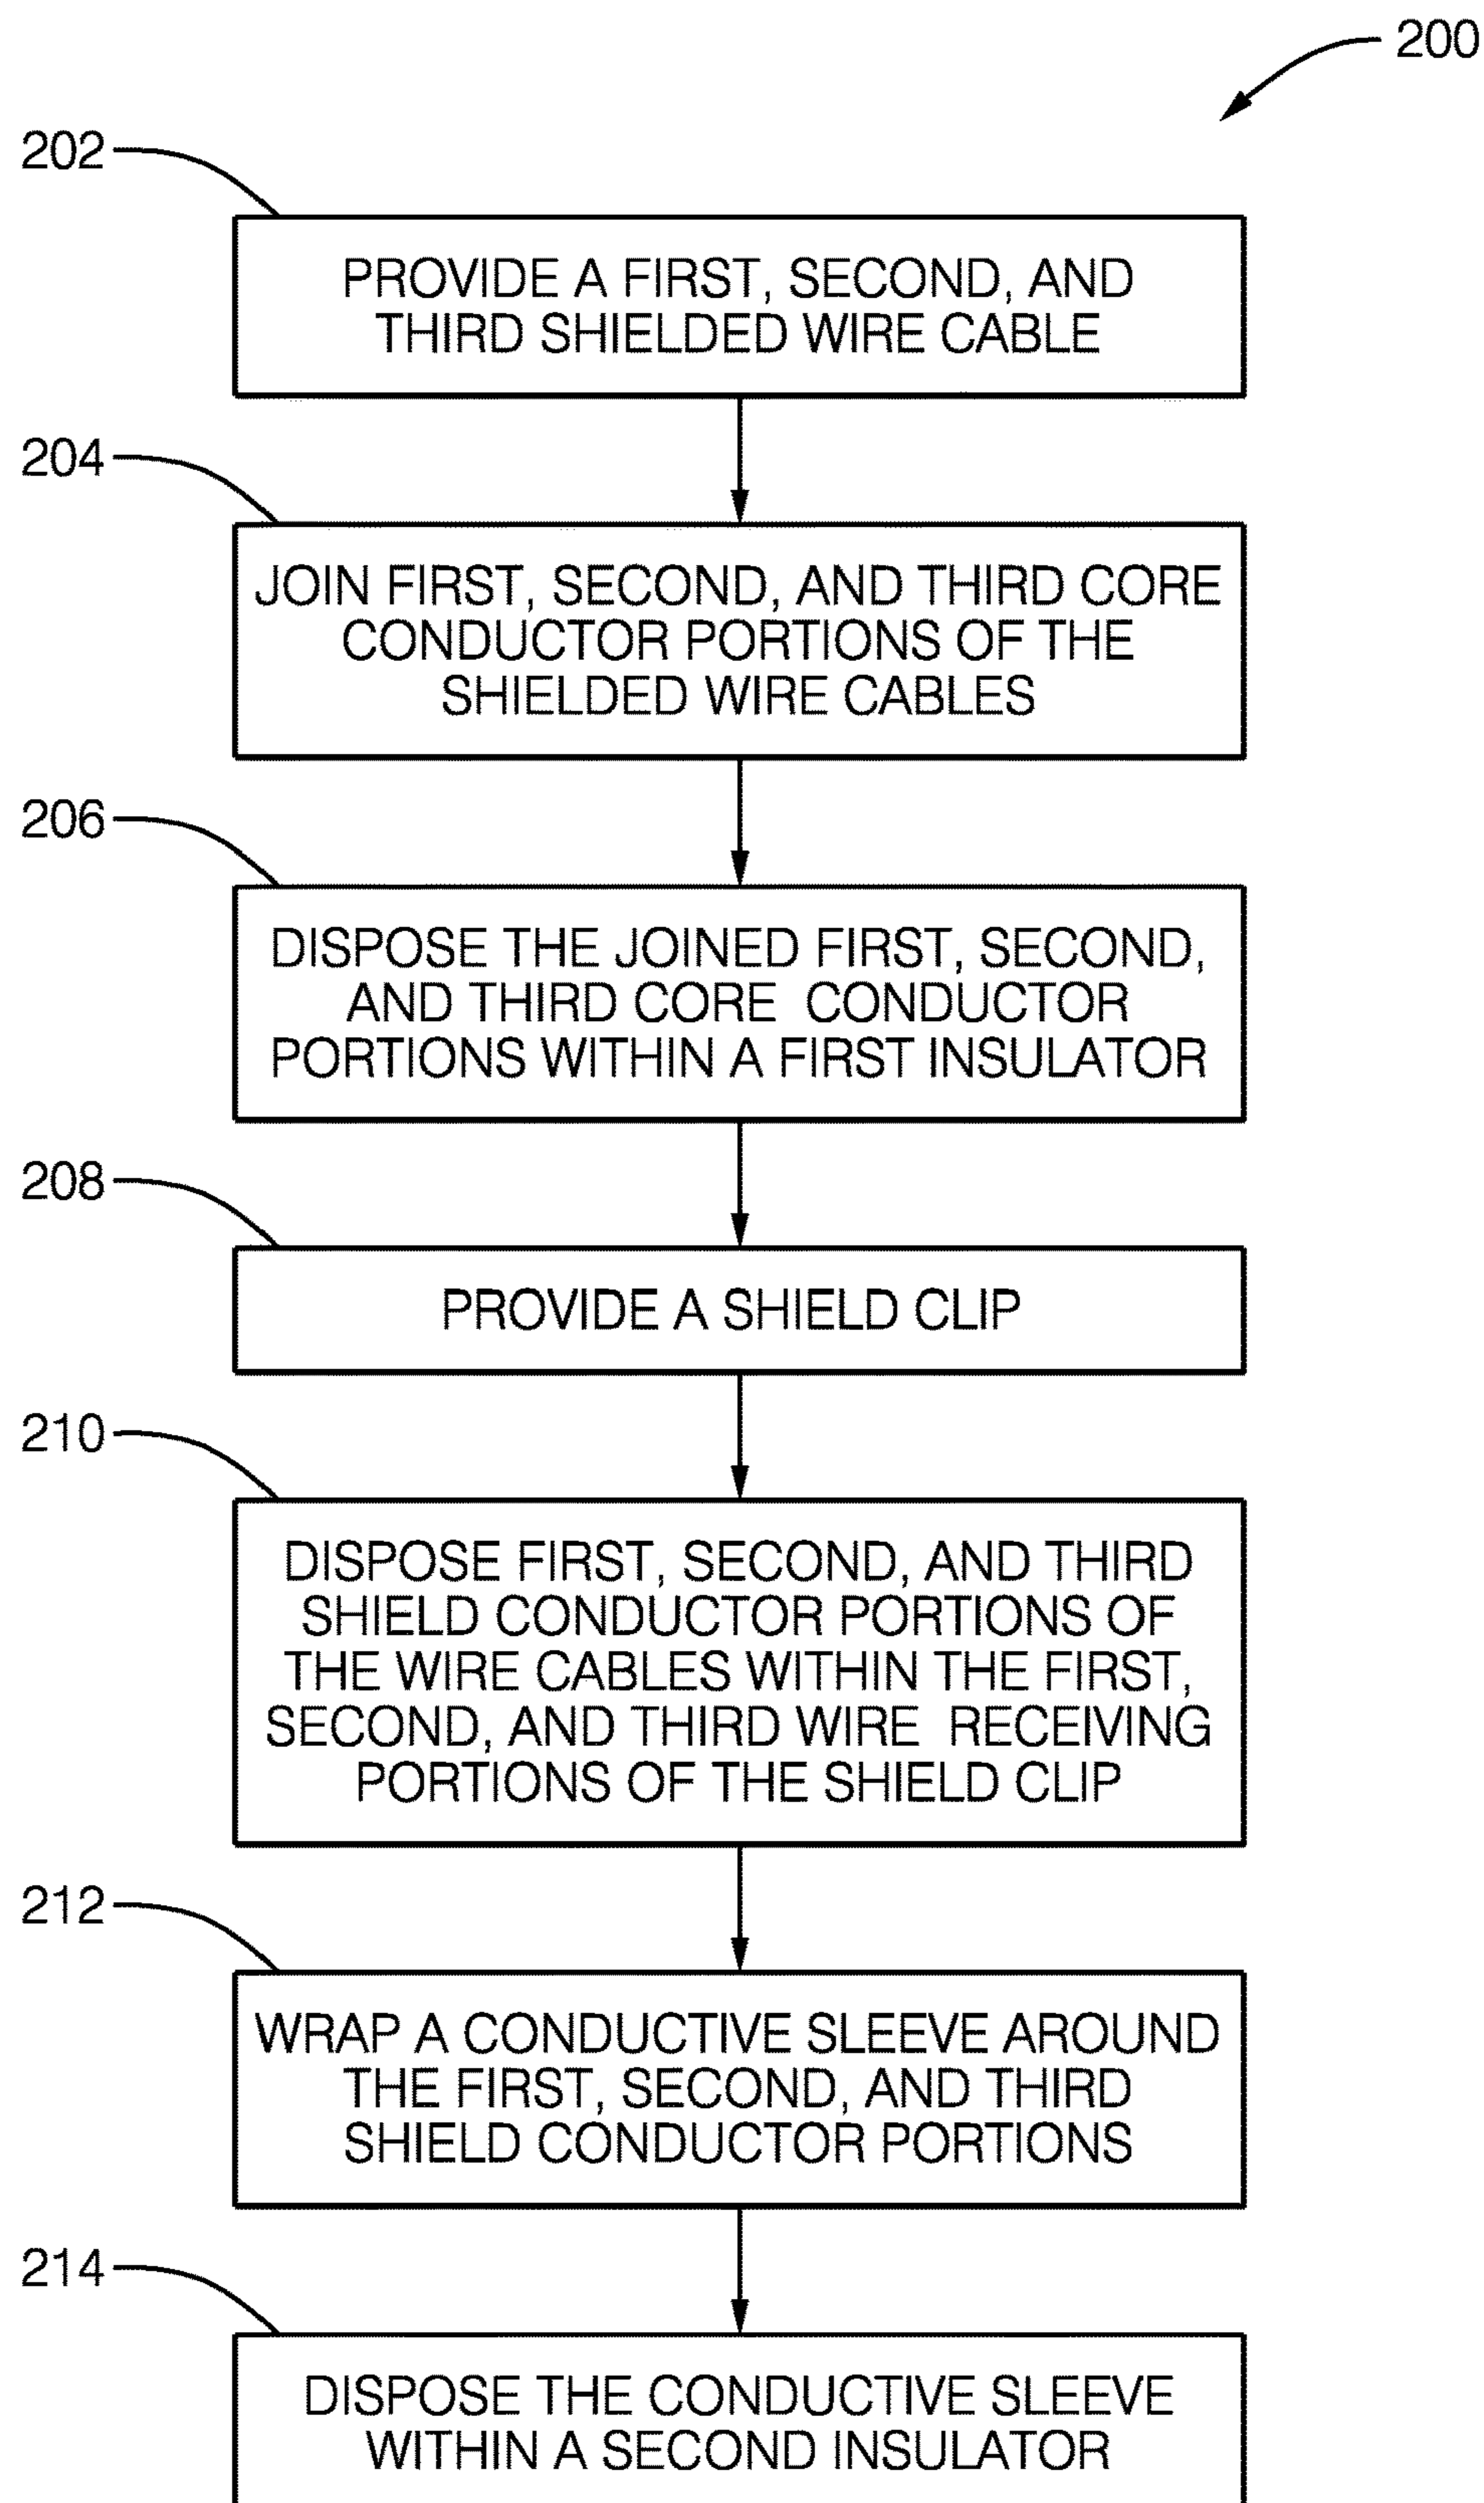 200
202
PROVIDE A FIRST, SECOND, AND
THIRD SHIELDED WIRE CABLE
204
JOIN FIRST, SECOND, AND THIRD CORE
CONDUCTOR PORTIONS OF THE
SHIELDED WIRE CABLES
206
DISPOSE THE JOINED FIRST, SECOND,
AND THIRD CORE CONDUCTOR
PORTIONS WITHIN A FIRST INSULATOR
208
PROVIDE A SHIELD CLIP
210
DISPOSE FIRST, SECOND, AND THIRD
SHIELD CONDUCTOR PORTIONS OF
THE WIRE CABLES WITHIN THE FIRST,
SECOND, AND THIRD WIRE RECEIVING
PORTIONS OF THE SHIELD CLIP
212
WRAP A CONDUCTIVE SLEEVE AROUND
THE FIRST, SECOND, AND THIRD
SHIELD CONDUCTOR PORTIONS
214
DISPOSE THE CONDUCTIVE SLEEVE
WITHIN A SECOND INSULATOR